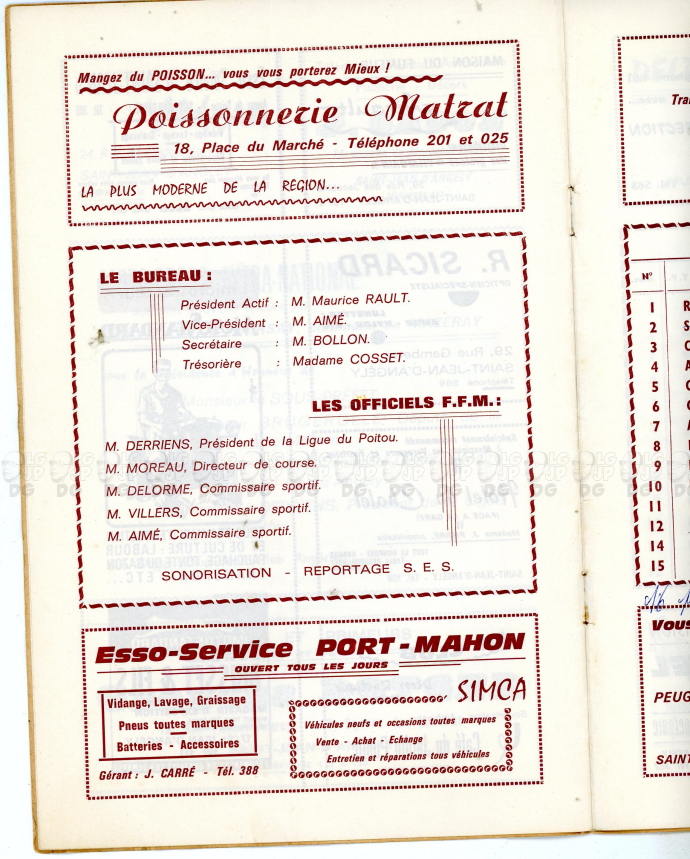 Mangez du POISSON... vous vous porterez Mieux !
Poissonnerie Matrat
18, Place du Marché - Téléphone 201 et 025
LA PLUS MODERNE DE LA REGION...
LE BUREAU :
Président Actif : M. Maurice RAULT.
Vice-Président : M. AIMÉ.
Secrétaire : M. BOLLON.
Trésorière : Madame COSSET.
LES OFFICIELS F.F.M. :
M. DERRIENS, Président de la Ligue du Poitou.
M. MOREAU, Directeur de course.
M. DELORME, Commissaire sportif.
M. VILLERS, Commissaire sportif.
M. AIMÉ, Commissaire sportif.
SONORISATION - REPORTAGE S. E. S.
Esso-Service PORT-MAHON
OUVERT TOUS LES JOURS
Vidange, Lavage, Graissage
Pneus toutes marques
Batteries - Accessoires
Gérant : J. CARRÉ - Tél. 388
SIMCA
Véhicules neufs et occasions toutes marques
Vente - Achat - Echange
Entretien et réparations tous véhicules
Tra
N°
1 R
2 S
3 C
4 A
5
6
7
8
9
10
11
12
14
15
Vous
PEUG
SAINT